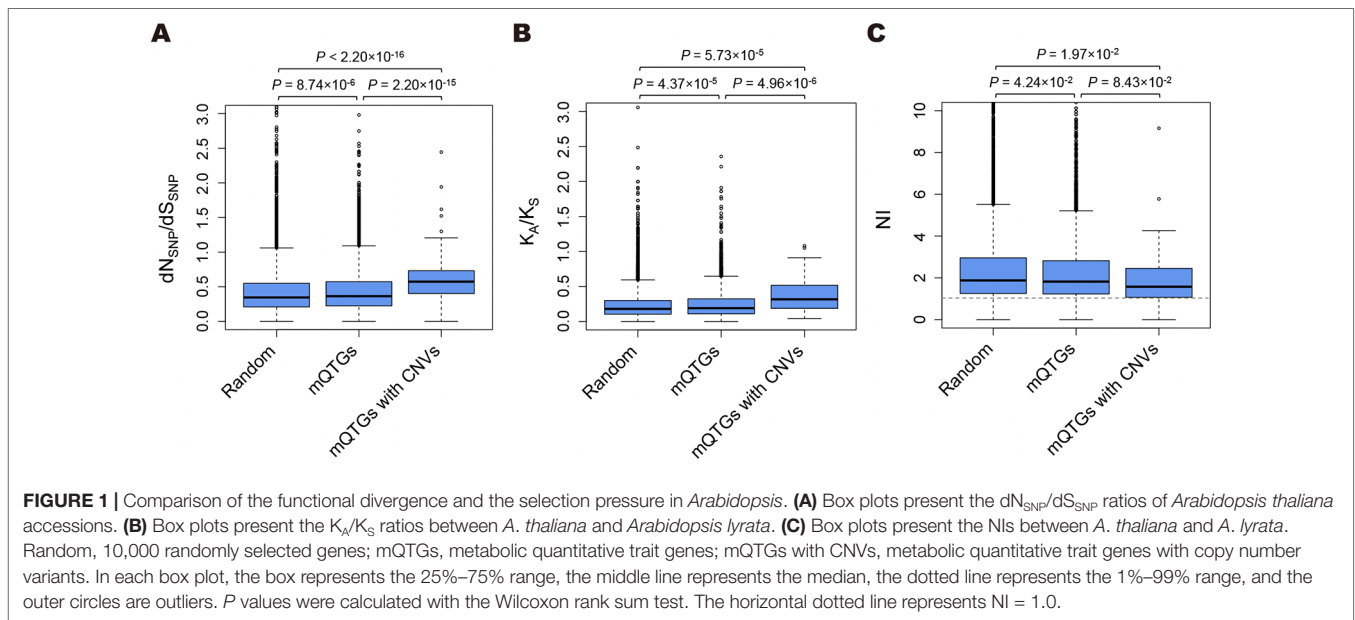 A
P < 2.20×10-16
P = 8.74×10-6 P = 2.20×10-15
dNSNP/dSSNP
3.0
2.5
2.0
1.5
1.0
0.5
0.0
Random
mQTGs
mQTGs with CNVs
B
P = 5.73×10-5
P = 4.37×10-5 P = 4.96×10-6
KA/KS
3.0
2.5
2.0
1.5
1.0
0.5
0.0
Random
mQTGs
mQTGs with CNVs
C
P = 1.97×10-2
P = 4.24×10-2 P = 8.43×10-2
NI
10
8
6
4
2
0
Random
mQTGs
mQTGs with CNVs
FIGURE 1 | Comparison of the functional divergence and the selection pressure in Arabidopsis. (A) Box plots present the dNSNP/dSSNP ratios of Arabidopsis thaliana
accessions. (B) Box plots present the KA/KS ratios between A. thaliana and Arabidopsis lyrata. (C) Box plots present the NIs between A. thaliana and A. lyrata.
Random, 10,000 randomly selected genes; mQTGs, metabolic quantitative trait genes; mQTGs with CNVs, metabolic quantitative trait genes with copy number
variants. In each box plot, the box represents the 25%–75% range, the middle line represents the median, the dotted line represents the 1%–99% range, and the
outer circles are outliers. P values were calculated with the Wilcoxon rank sum test. The horizontal dotted line represents NI = 1.0.